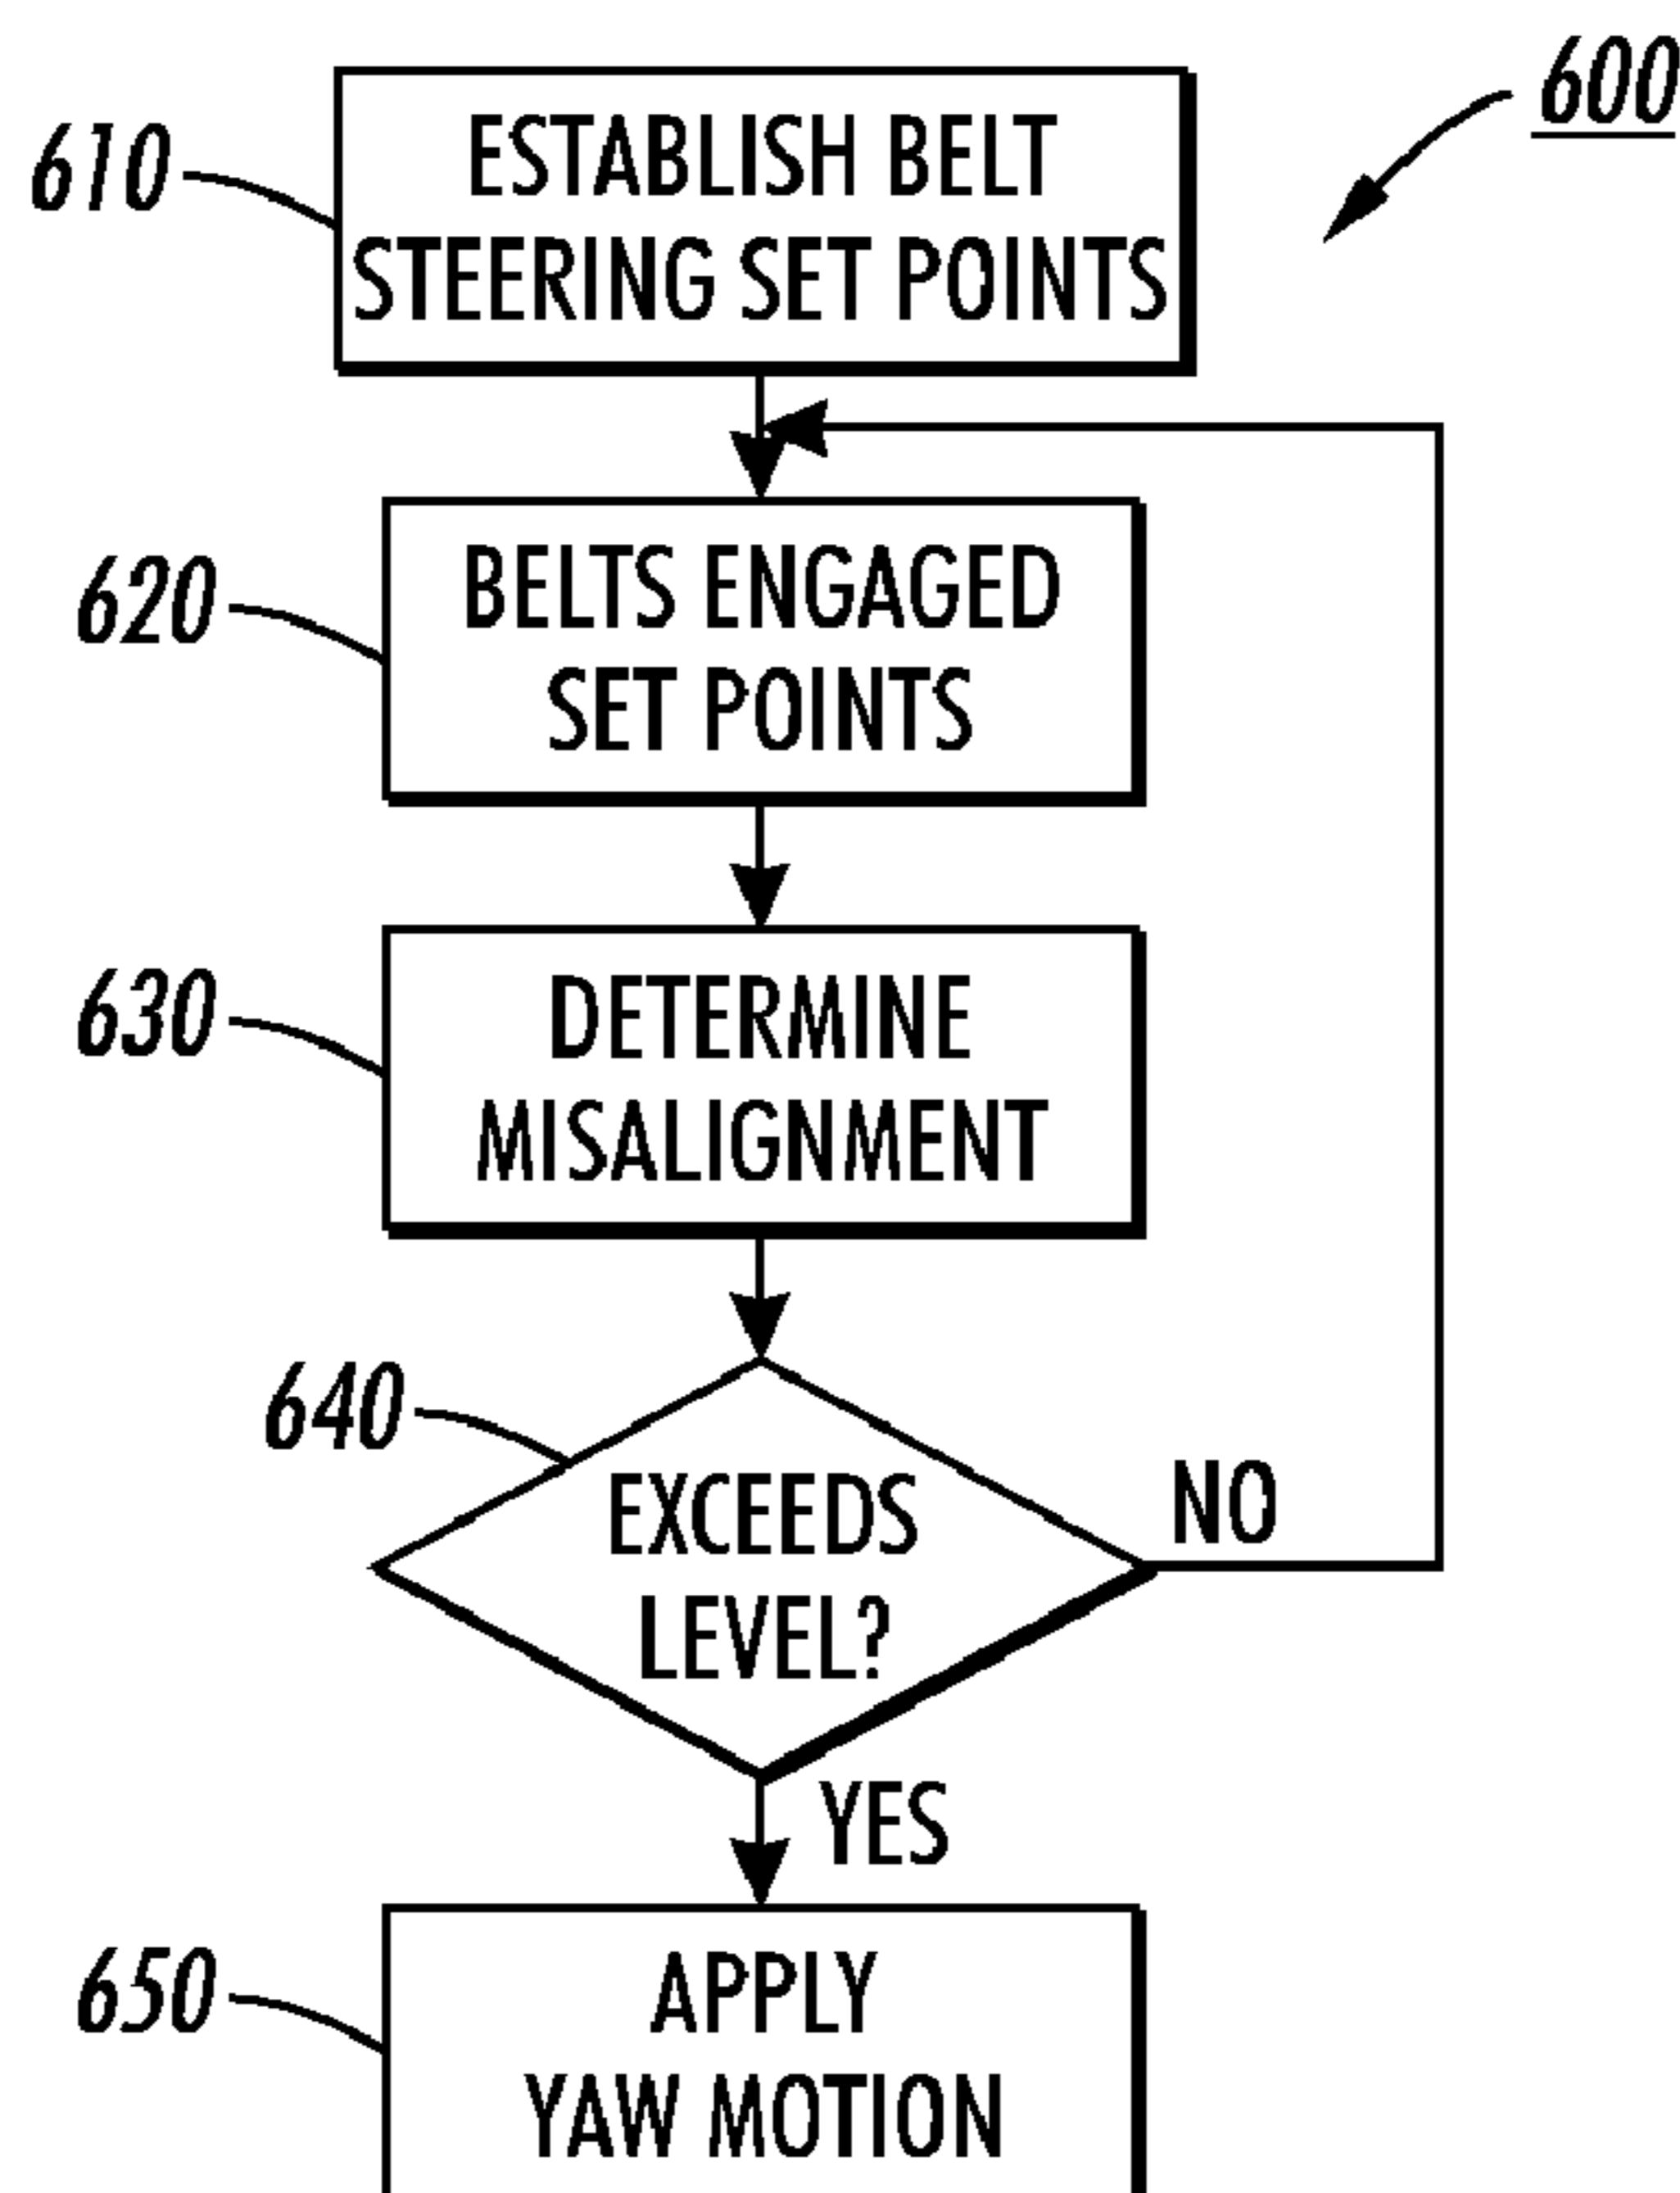 600
610
ESTABLISH BELT
STEERING SET POINTS
620
BELTS ENGAGED
SET POINTS
630
DETERMINE
MISALIGNMENT
640
EXCEEDS
LEVEL?
NO
YES
650
APPLY
YAW MOTION